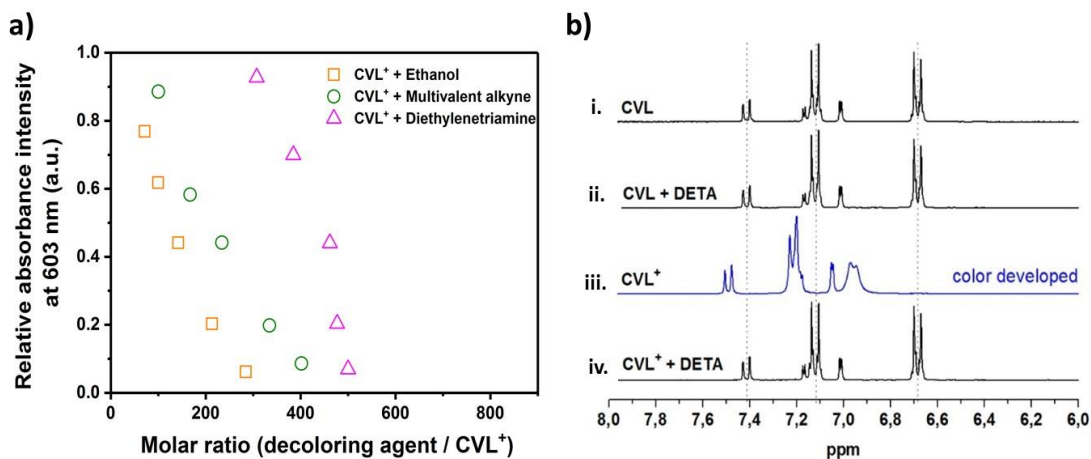 a)
Relative absorbance intensity
at 603 nm (a.u.)
1.0
0.8
0.6
0.4
0.2
0.0
CVL⁺ + Ethanol
CVL⁺ + Multivalent alkyne
CVL⁺ + Diethylenetriamine
0 200 400 600 800
Molar ratio (decoloring agent / CVL⁺)
b)
i. CVL
ii. CVL + DETA
iii. CVL⁺ color developed
iv. CVL⁺ + DETA
8,0 7,8 7,6 7,4 7,2 7,0 6,8 6,6 6,4 6,2 6,0
ppm